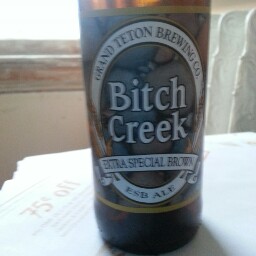 GRAND TETON BREWING CO.
Bitch
Creek
EXTRA SPECIAL BROWN
ESB ALE
75% off